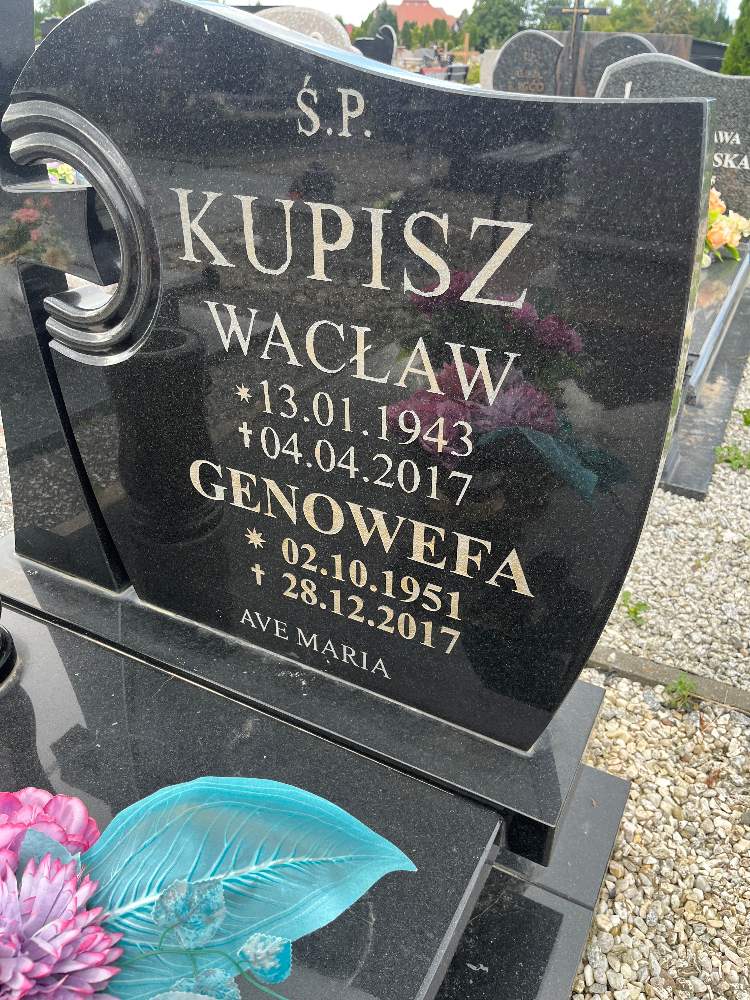 Ś.P.
KUPISZ
WACŁAW
*13.01.1943
†04.04.2017
GENOWEFA
* 02.10.1951
† 28.12.2017
AVE MARIA